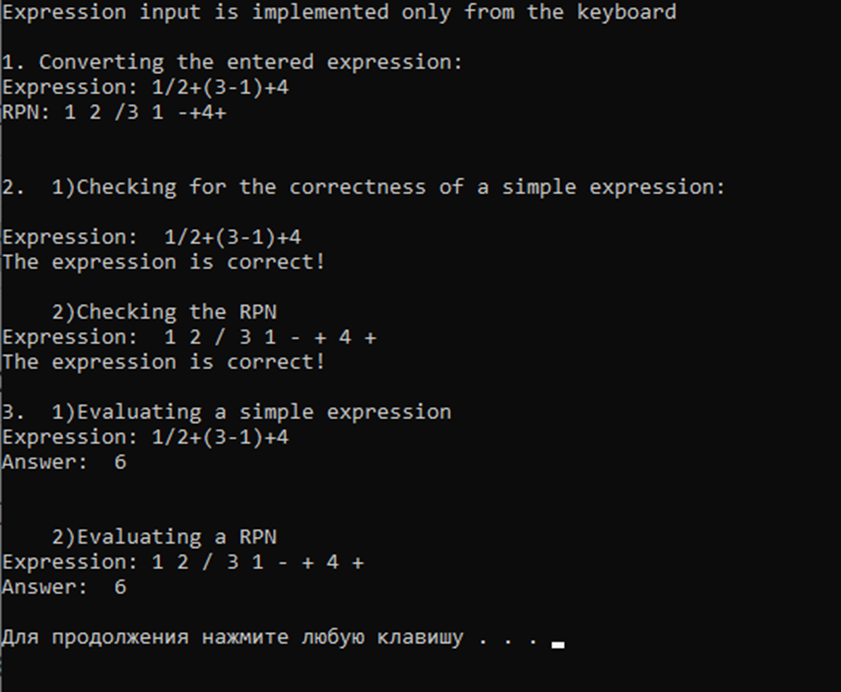 Expression input is implemented only from the keyboard
1. Converting the entered expression:
Expression: 1/2+(3-1)+4
RPN: 1 2 /3 1 -+4+
2.  1)Checking for the correctness of a simple expression:
Expression:  1/2+(3-1)+4
The expression is correct!
2)Checking the RPN
Expression:  1 2 / 3 1 - + 4 +
The expression is correct!
3.  1)Evaluating a simple expression
Expression: 1/2+(3-1)+4
Answer:  6
2)Evaluating a RPN
Expression: 1 2 / 3 1 - + 4 +
Answer:  6
Для продолжения нажмите любую клавишу . . .